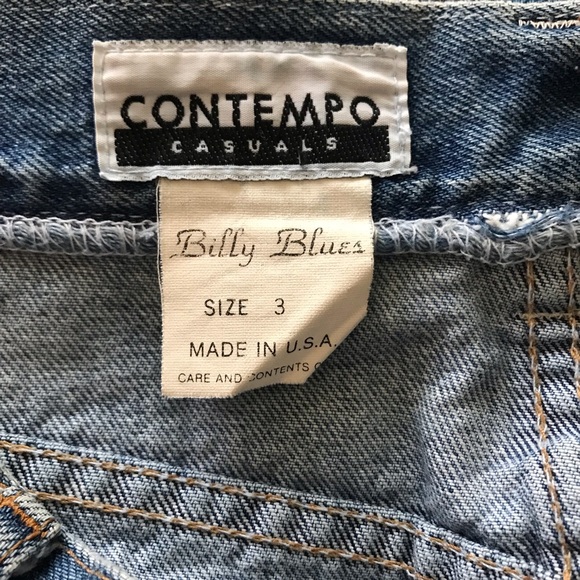 CONTEMPO
CASUALS
Billy Blues
SIZE 3
MADE IN U.S.A.
CARE AND CONTENTS